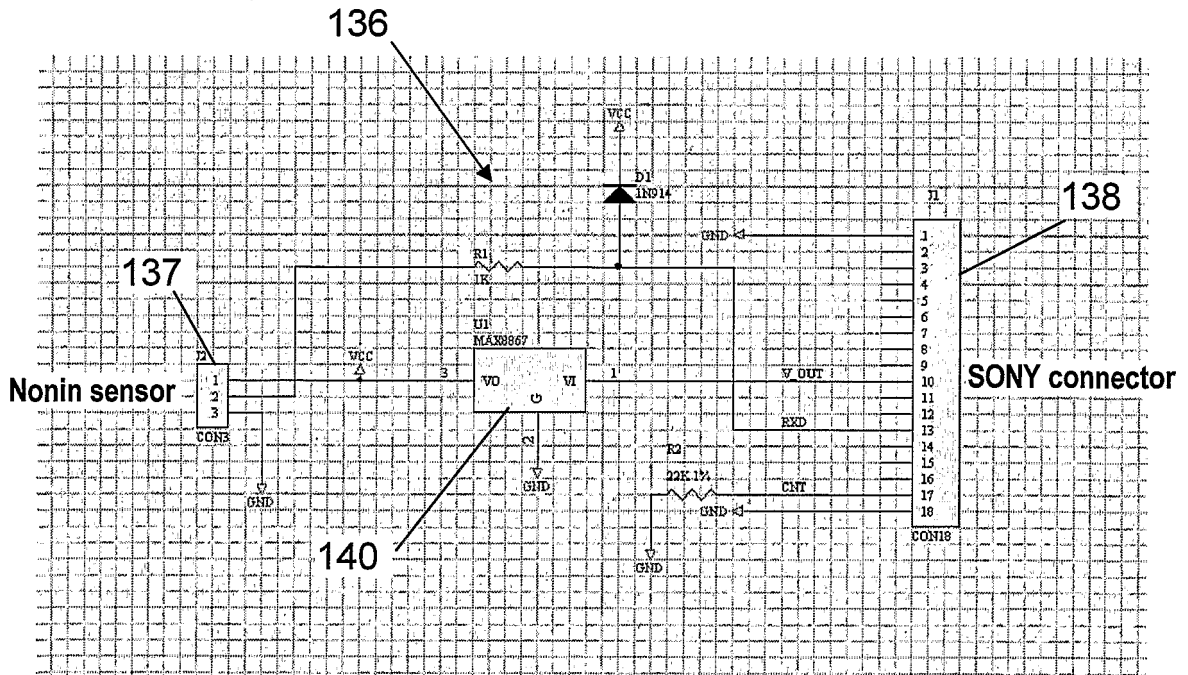 136
VCC
D1
1N914
J1
138
GND
R1
1K
137
U1
MAX8867
J2
VCC
3
VO
VI
G
1
V_OUT
Nonin sensor
1
2
3
CON3
2
GND
GND
RXD
R2
22K 1%
CNT
GND
GND
140
1
2
3
4
5
6
7
8
9
10
11
12
13
14
15
16
17
18
CON18
SONY connector